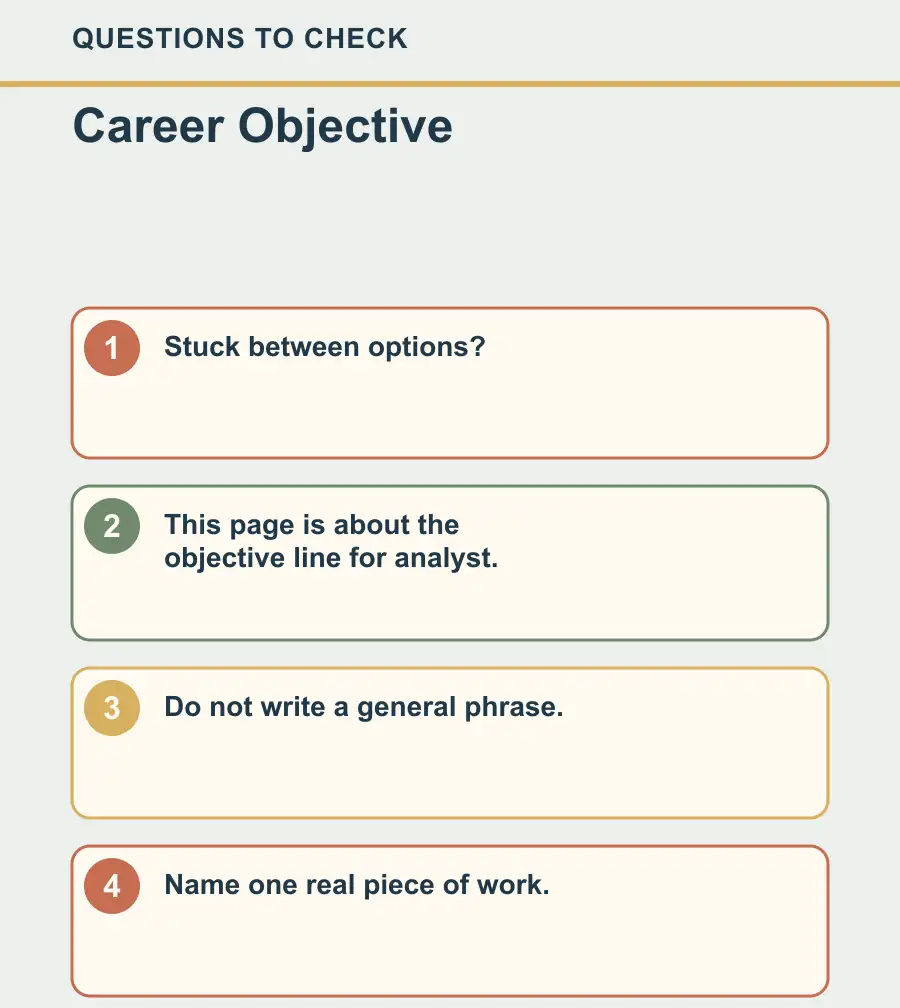 QUESTIONS TO CHECK
Career Objective
1
Stuck between options?
2
This page is about the
objective line for analyst.
3
Do not write a general phrase.
4
Name one real piece of work.